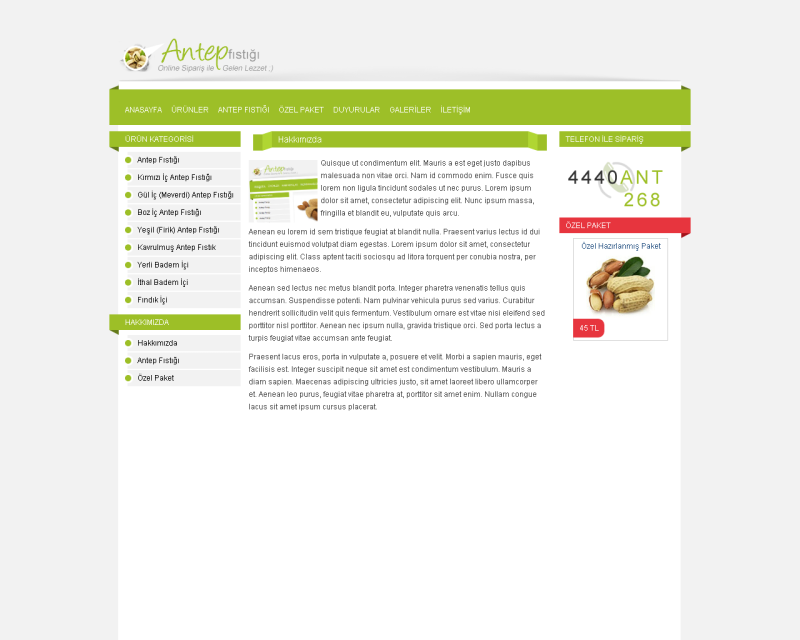 Antepfıstığı
Online Sipariş ile Gelen Lezzet ;)
ANASAYFA ÜRÜNLER ANTEP FISTIĞI ÖZEL PAKET DUYURULAR GALERİLER İLETİŞİM
ÜRÜN KATEGORİSİ
Antep Fıstığı
Kırmızı İç Antep Fıstığı
Gül İç (Meverdi) Antep Fıstığı
Boz İç Antep Fıstığı
Yeşil (Firik) Antep Fıstığı
Kavrulmuş Antep Fıstık
Yerli Badem İçi
İthal Badem İçi
Fındık İçi
HAKKIMIZDA
Hakkımızda
Antep Fıstığı
Özel Paket
Hakkımızda
Quisque ut condimentum elit. Mauris a est eget justo dapibus
malesuada non vitae orci. Nam id commodo enim. Fusce quis
lorem non ligula tincidunt sodales ut nec purus. Lorem ipsum
dolor sit amet, consectetur adipiscing elit. Nunc ipsum massa,
fringilla et blandit eu, vulputate quis arcu.
Aenean eu lorem id sem tristique feugiat at blandit nulla. Praesent varius lectus id dui
tincidunt euismod volutpat diam egestas. Lorem ipsum dolor sit amet, consectetur
adipiscing elit. Class aptent taciti sociosqu ad litora torquent per conubia nostra, per
inceptos himenaeos.
Aenean sed lectus nec metus blandit porta. Integer pharetra venenatis tellus quis
accumsan. Suspendisse potenti. Nam pulvinar vehicula purus sed varius. Curabitur
hendrerit sollicitudin velit quis fermentum. Vestibulum ornare est vitae nisi eleifend sed
porttitor nisl porttitor. Aenean nec ipsum nulla, gravida tristique orci. Sed porta lectus a
turpis feugiat vitae accumsan ante feugiat.
Praesent lacus eros, porta in vulputate a, posuere et velit. Morbi a sapien mauris, eget
facilisis est. Integer suscipit neque sit amet est condimentum vestibulum. Mauris a
diam sapien. Maecenas adipiscing ultricies justo, sit amet laoreet libero ullamcorper
et. Aenean leo purus, feugiat vitae pharetra at, porttitor sit amet enim. Nullam congue
lacus sit amet ipsum cursus placerat.
TELEFON İLE SİPARİŞ
4440ANT
268
ÖZEL PAKET
Özel Hazırlanmış Paket
45 TL